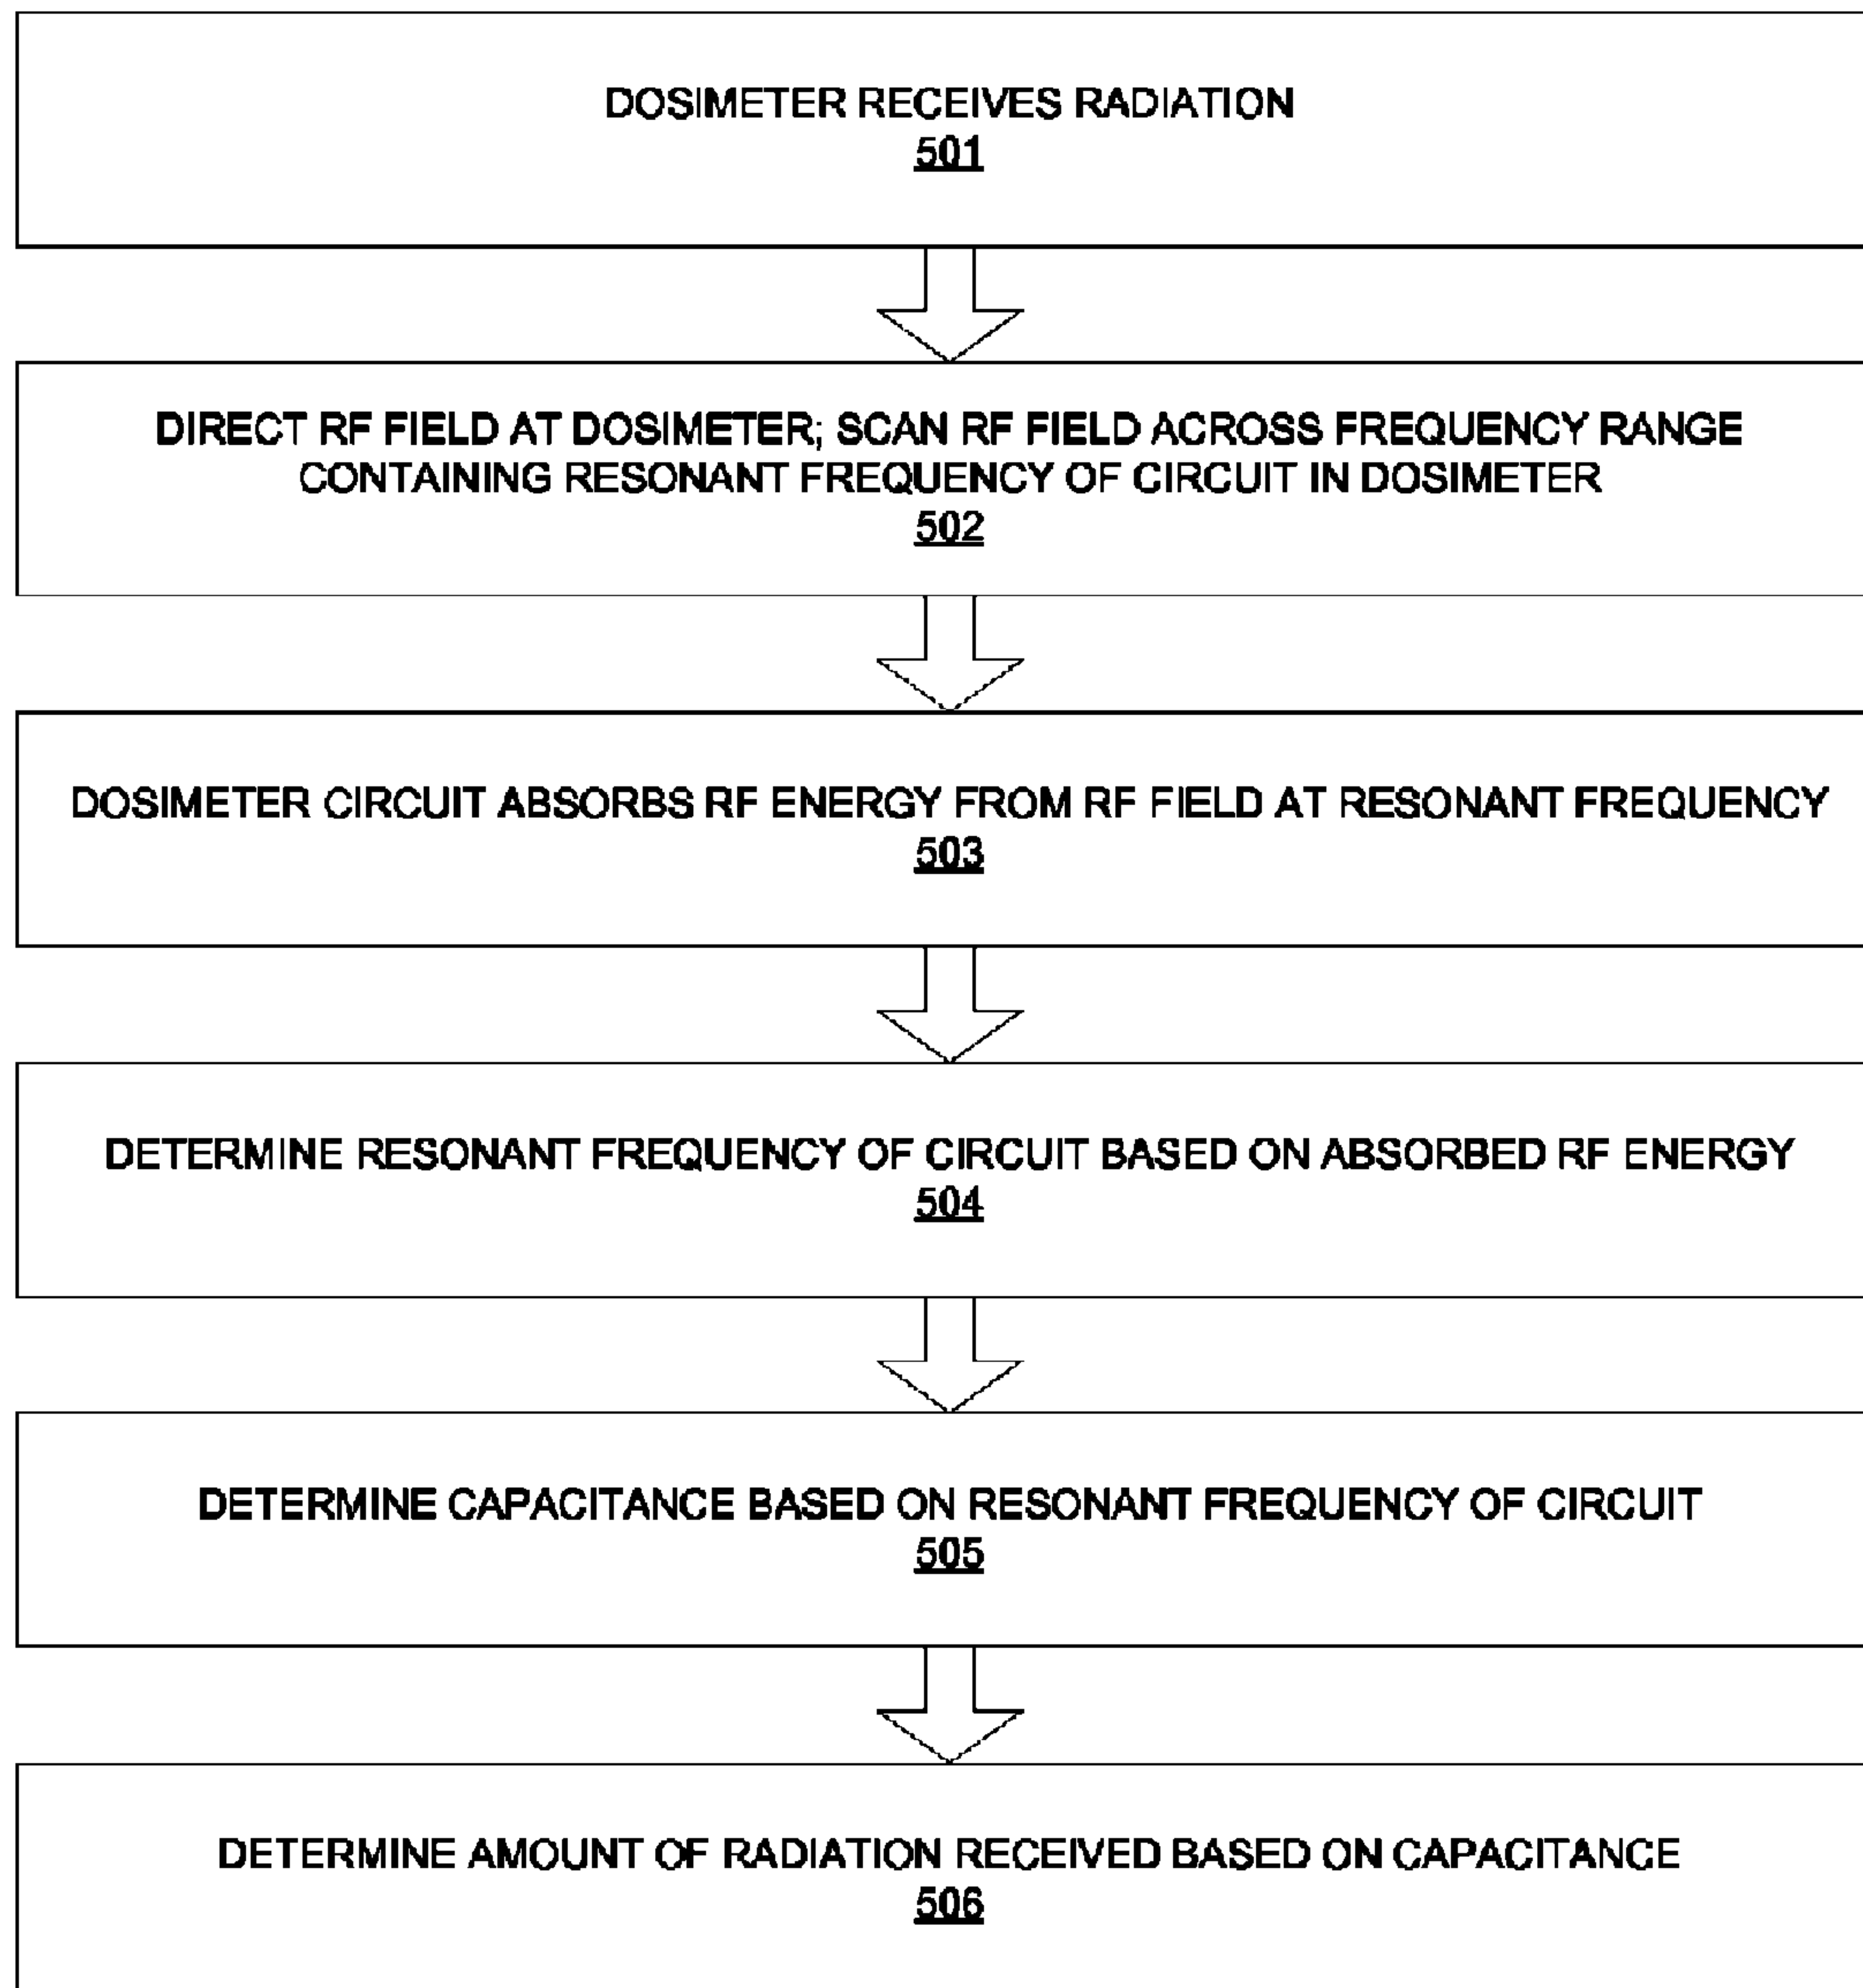 DOSIMETER RECEIVES RADIATION
501
DIRECT RF FIELD AT DOSIMETER; SCAN RF FIELD ACROSS FREQUENCY RANGE
CONTAINING RESONANT FREQUENCY OF CIRCUIT IN DOSIMETER
502
DOSIMETER CIRCUIT ABSORBS RF ENERGY FROM RF FIELD AT RESONANT FREQUENCY
503
DETERMINE RESONANT FREQUENCY OF CIRCUIT BASED ON ABSORBED RF ENERGY
504
DETERMINE CAPACITANCE BASED ON RESONANT FREQUENCY OF CIRCUIT
505
DETERMINE AMOUNT OF RADIATION RECEIVED BASED ON CAPACITANCE
506